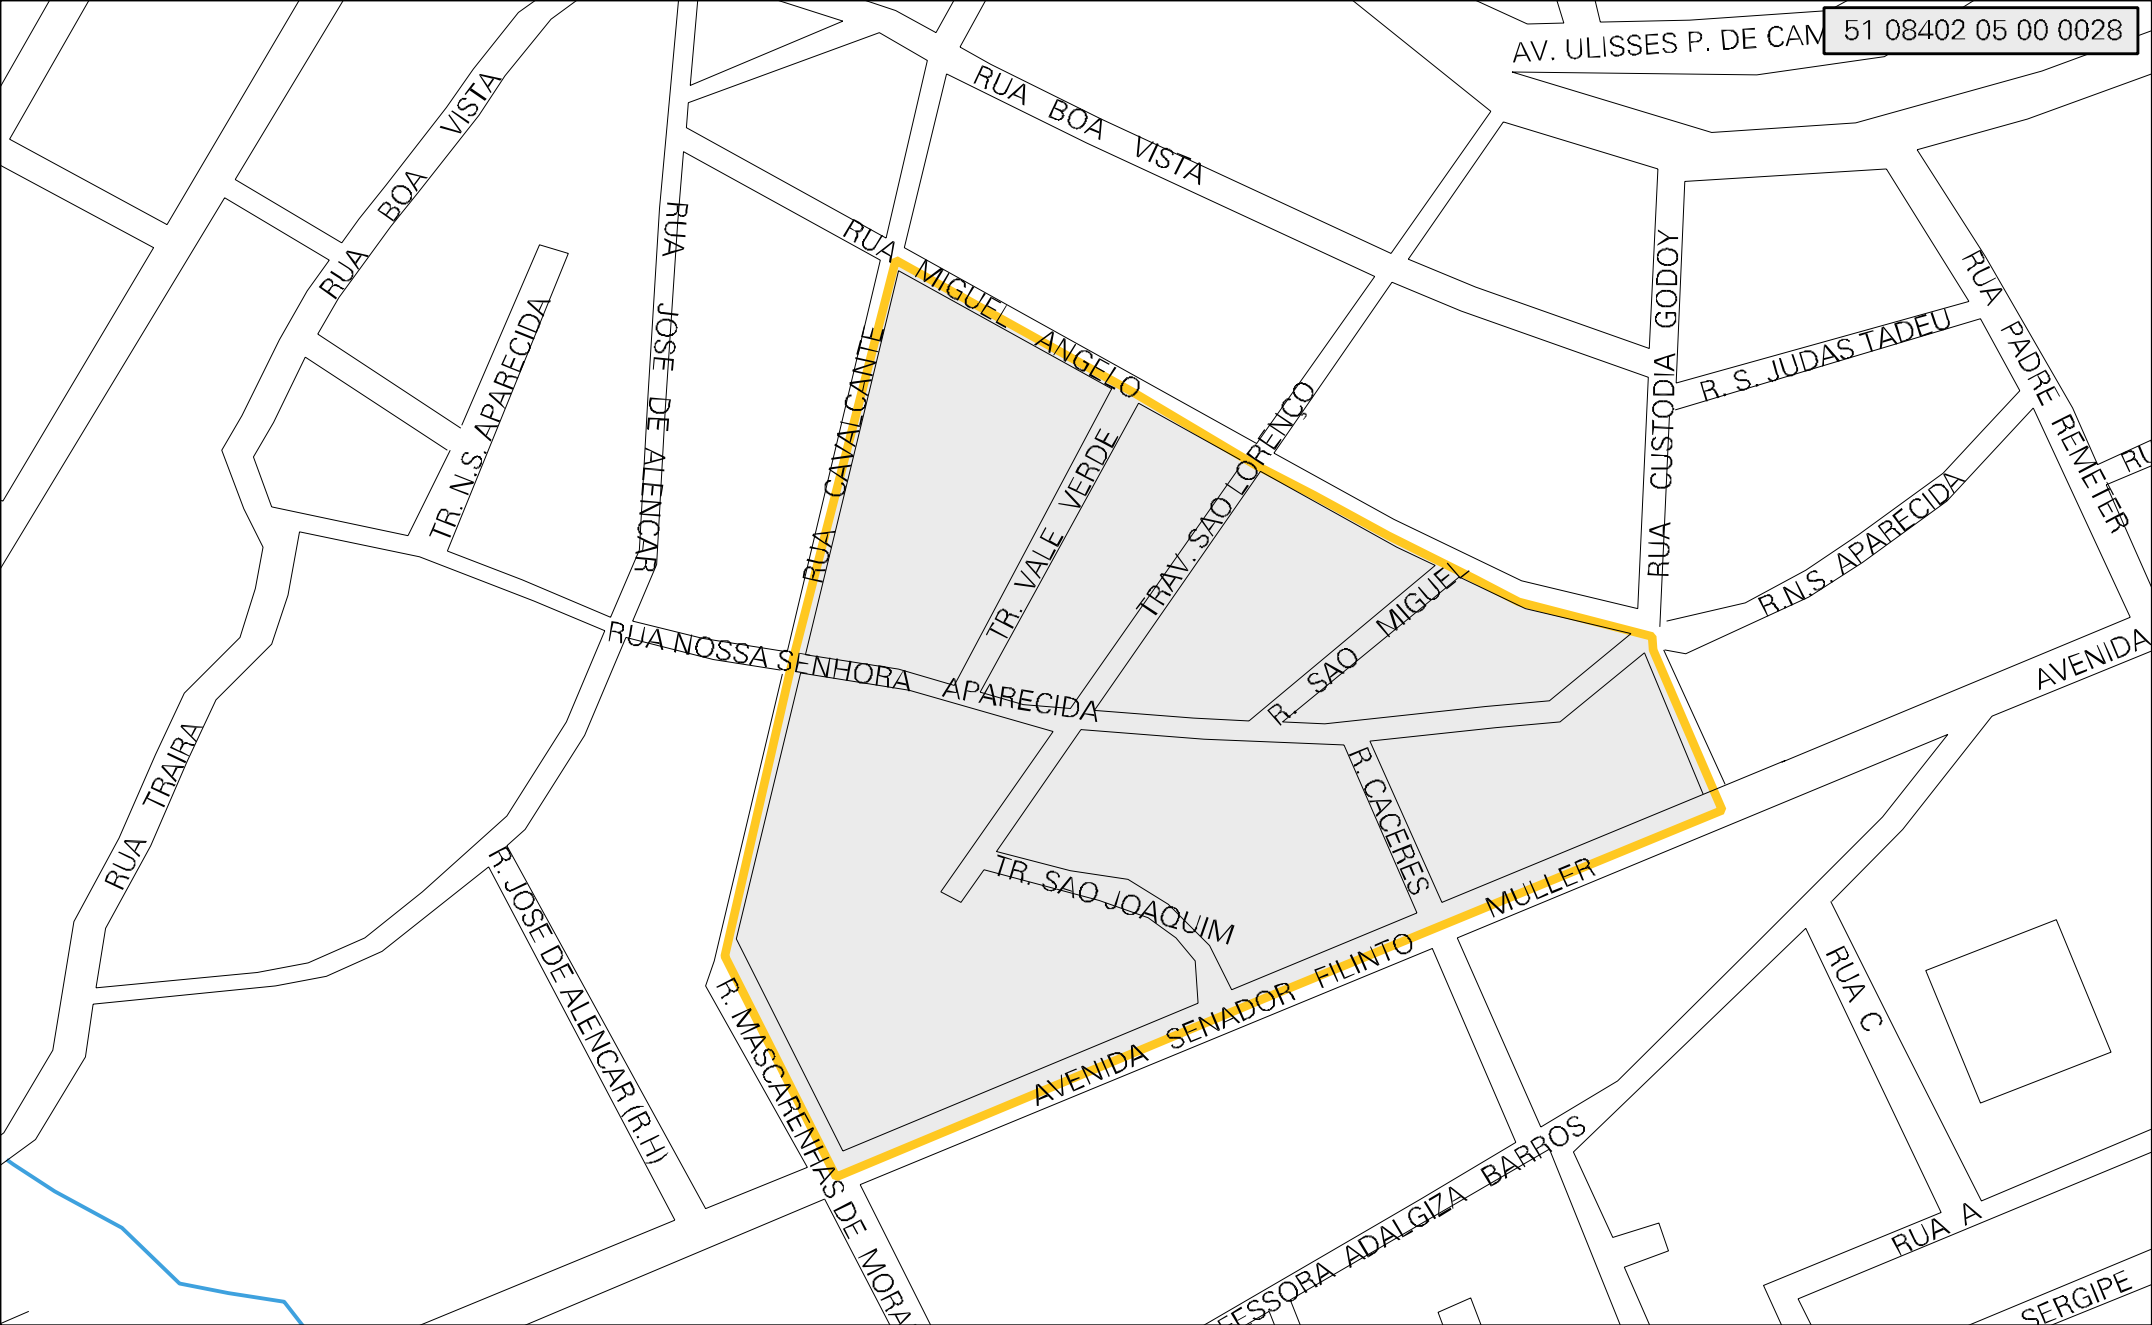 51 08402 05 00 0028
AV. ULISSES P. DE CAM
RUA BOA VISTA
RUA BOA VISTA
RUA JOSE DE ALENCAR
TR. N.S. APARECIDA
RUA MIGUEL ANGELO
RUA CAVALCANTE
RUA CUSTODIA GODOY
R. S. JUDAS TADEU
RUA PADRE REMETER
RU
R.N.S. APARECIDA
TR. VALE VERDE
TRAV. SAO LORENÇO
R. SAO MIGUEL
RUA NOSSA SENHORA APARECIDA
AVENIDA
RUA TRAIRA
R. CACERES
R. JOSE DE ALENCAR (R.H)
TR. SAO JOAQUIM
AVENIDA SENADOR FILINTO MULLER
R. MASCARENHAS DE MORA
RUA C
ESSORA ADALGIZA BARROS
RUA A
SERGIPE